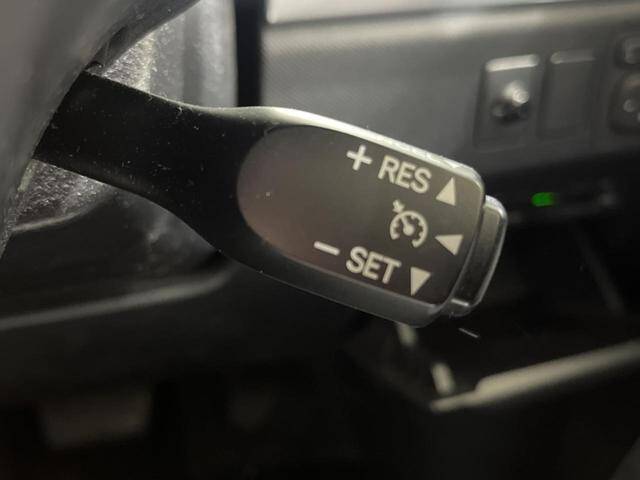 + RES ▲
◀
− SET ▼